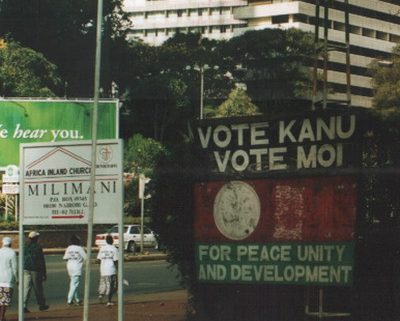 e hear you.
AFRICA INLAND CHURCH
MILIMANI
VOTE KANU
VOTE MOI
FOR PEACE UNITY
AND DEVELOPMENT